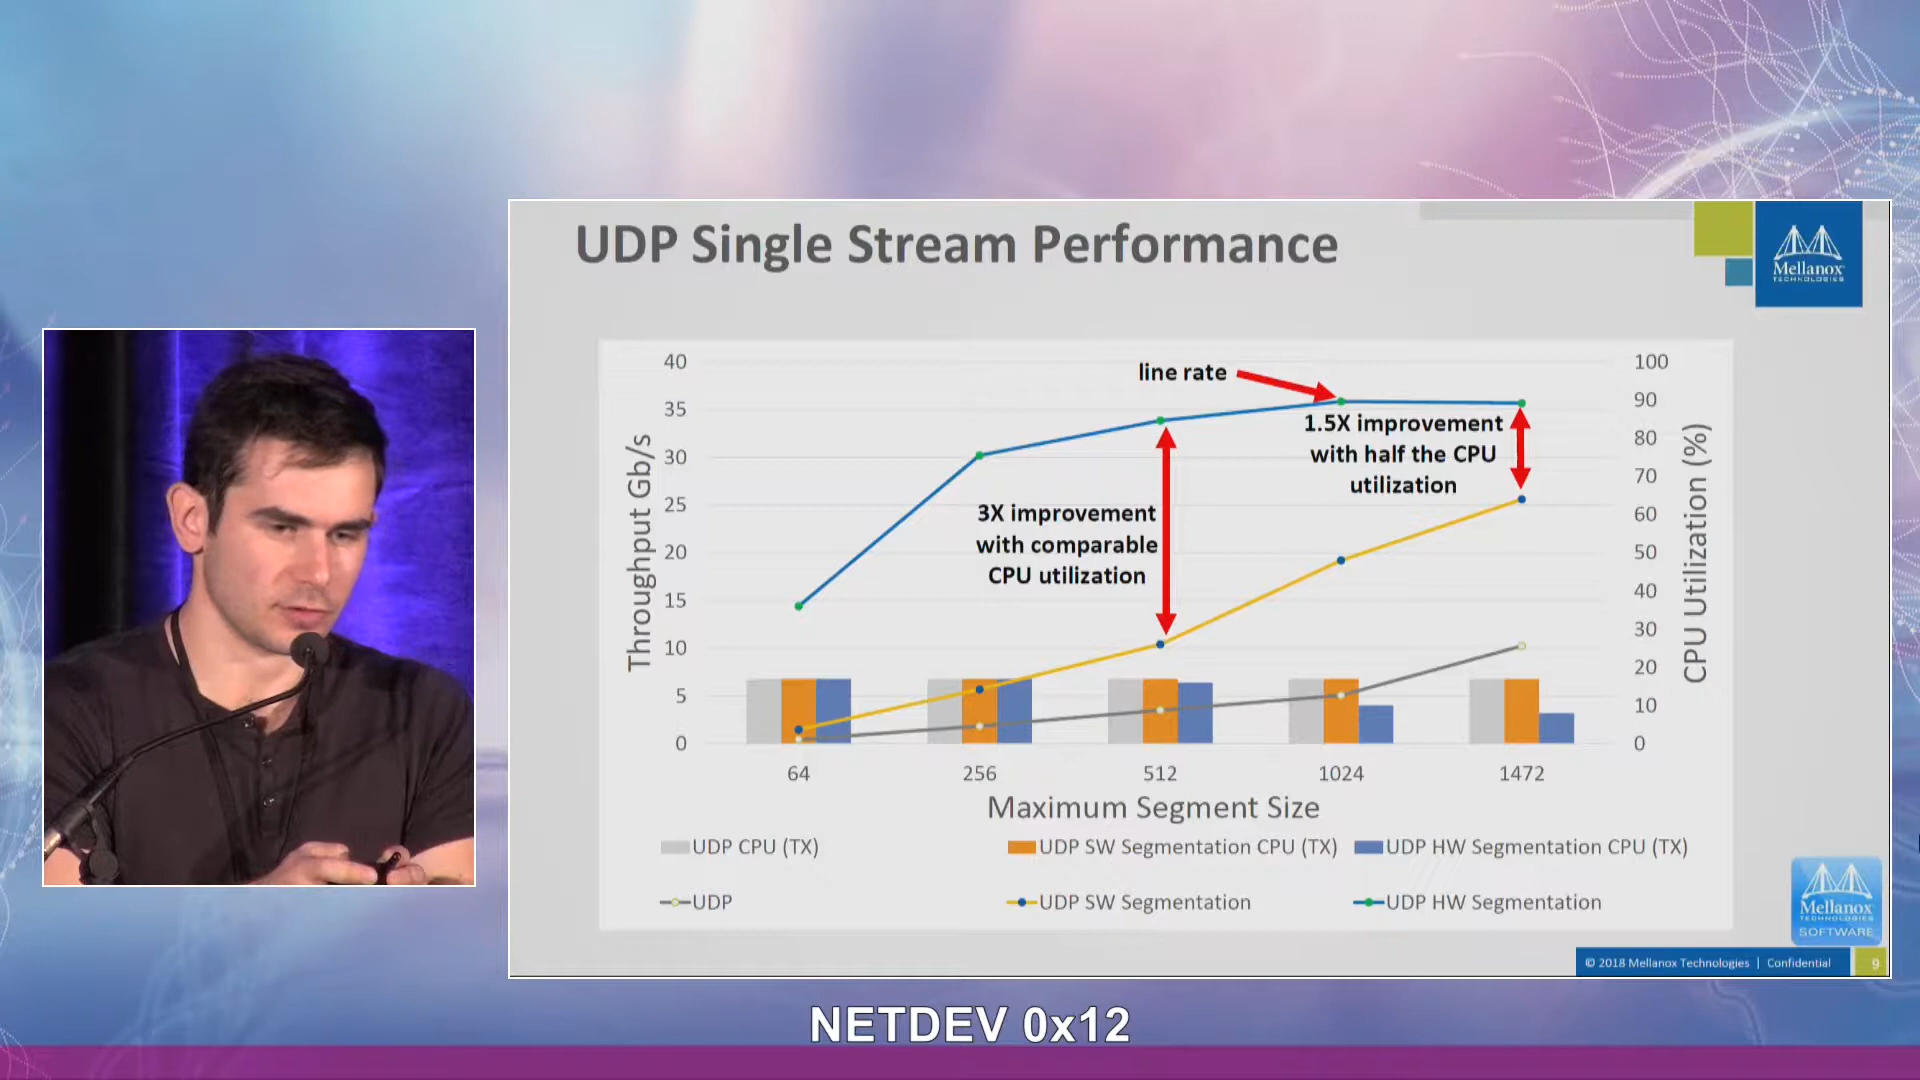 UDP Single Stream Performance
Mellanox
TECHNOLOGIES
40
35
30
25
20
15
10
5
0
Throughput Gb/s
line rate
3X improvement
with comparable
CPU utilization
1.5X improvement
with half the CPU
utilization
100
90
80
70
60
50
40
30
20
10
0
CPU Utilization (%)
64 256 512 1024 1472
Maximum Segment Size
UDP CPU (TX) UDP SW Segmentation CPU (TX) UDP HW Segmentation CPU (TX)
UDP UDP SW Segmentation UDP HW Segmentation
Mellanox
TECHNOLOGIES
SOFTWARE
© 2018 Mellanox Technologies | Confidential 9
NETDEV 0x12